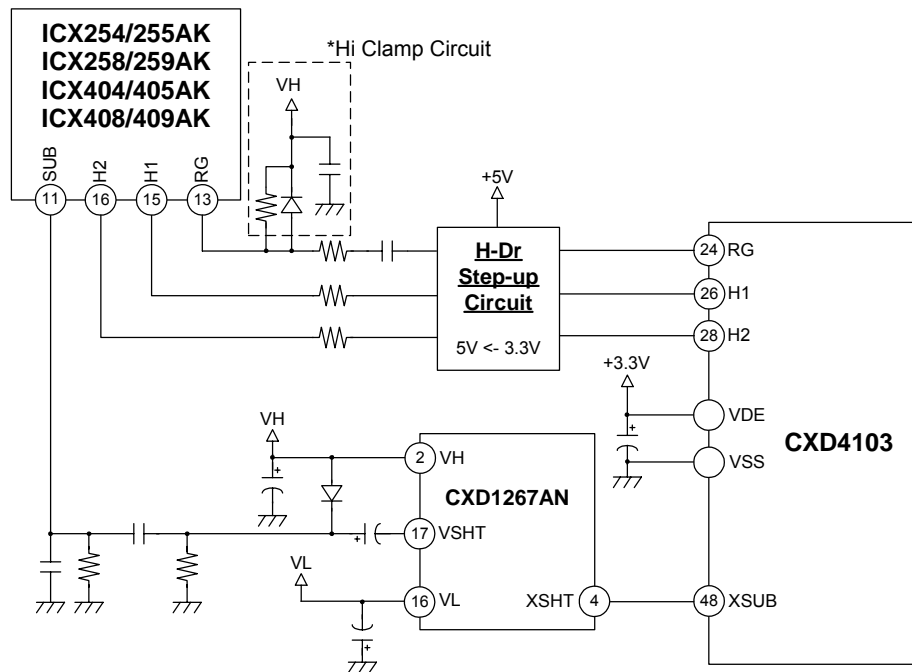 ICX254/255AK
ICX258/259AK
ICX404/405AK
ICX408/409AK
SUB
H2
H1
RG
11
16
15
13
*Hi Clamp Circuit
VH
+5V
H-Dr
Step-up
Circuit
5V <- 3.3V
24 RG
26 H1
28 H2
+3.3V
VDE
VSS
CXD4103
VH
+
2 VH
CXD1267AN
+
17 VSHT
VL
16 VL
+
XSHT 4
48 XSUB
+